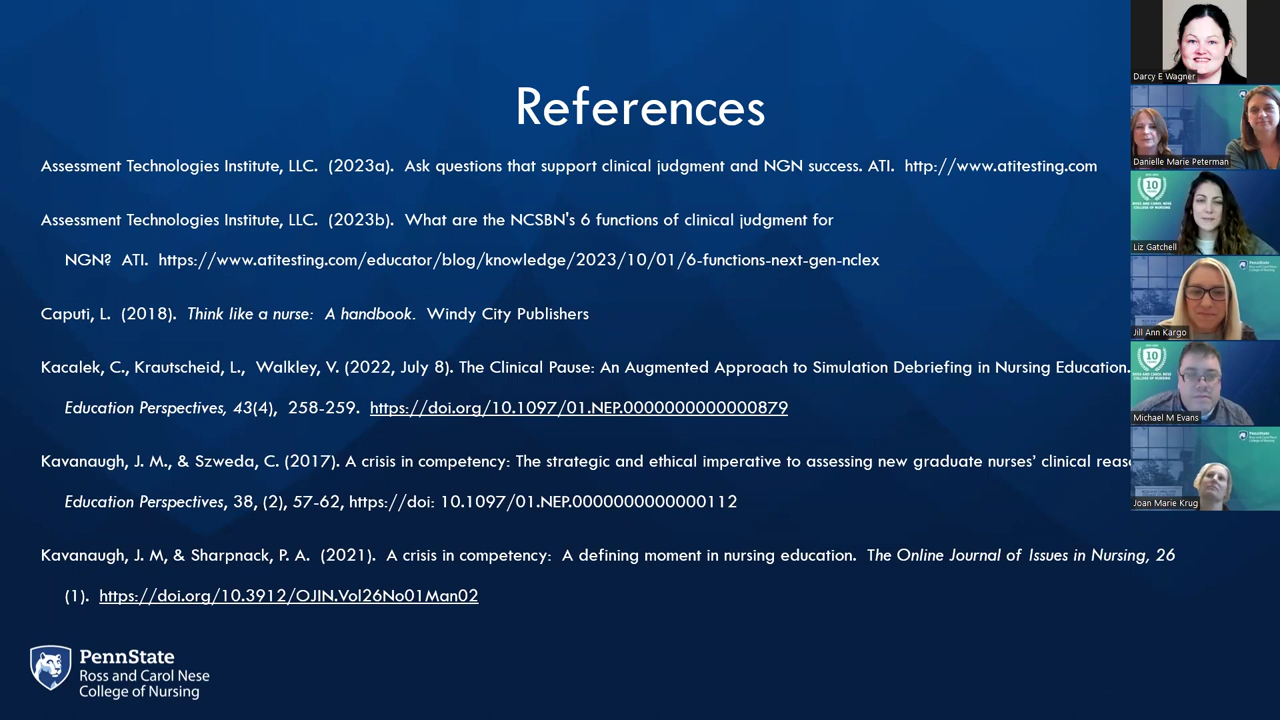 References
Assessment Technologies Institute, LLC. (2023a). Ask questions that support clinical judgment and NGN success. ATI. http://www.atitesting.com
Assessment Technologies Institute, LLC. (2023b). What are the NCSBN's 6 functions of clinical judgment for
NGN? ATI. https://www.atitesting.com/educator/blog/knowledge/2023/10/01/6-functions-next-gen-nclex
Caputi, L. (2018). Think like a nurse: A handbook. Windy City Publishers
Kacalek, C., Krautscheid, L., Walkley, V. (2022, July 8). The Clinical Pause: An Augmented Approach to Simulation Debriefing in Nursing Education.
Education Perspectives, 43(4), 258-259. https://doi.org/10.1097/01.NEP.0000000000000879
Kavanaugh, J. M., & Szweda, C. (2017). A crisis in competency: The strategic and ethical imperative to assessing new graduate nurses’ clinical
Education Perspectives, 38, (2), 57-62, https://doi: 10.1097/01.NEP.0000000000000112
Kavanaugh, J. M, & Sharpnack, P. A. (2021). A crisis in competency: A defining moment in nursing education. The Online Journal of Issues in Nursing, 26
(1). https://doi.org/10.3912/OJIN.Vol26No01Man02
PennState
Ross and Carol Nese
College of Nursing
Darcy E Wagner
Danielle Marie Peterman
10
Liz Gatchell
Jill Ann Kargo
10
Michael M Evans
Joan Marie Krug